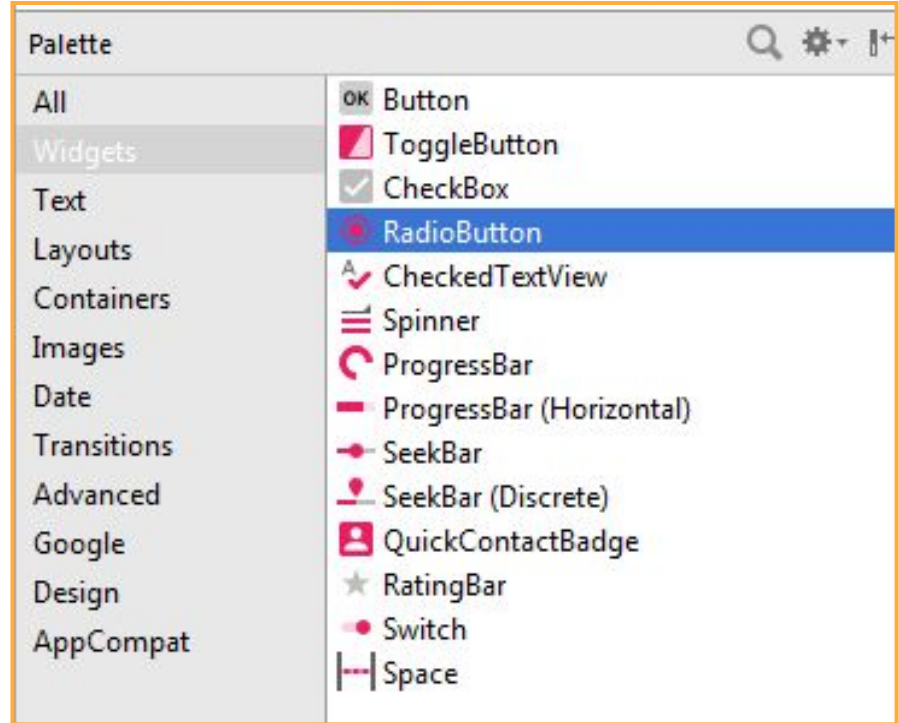 Palette
All
Widgets
Text
Layouts
Containers
Images
Date
Transitions
Advanced
Google
Design
AppCompat
OK Button
ToggleButton
CheckBox
RadioButton
A CheckedTextView
Spinner
ProgressBar
ProgressBar (Horizontal)
SeekBar
SeekBar (Discrete)
QuickContactBadge
RatingBar
Switch
Space